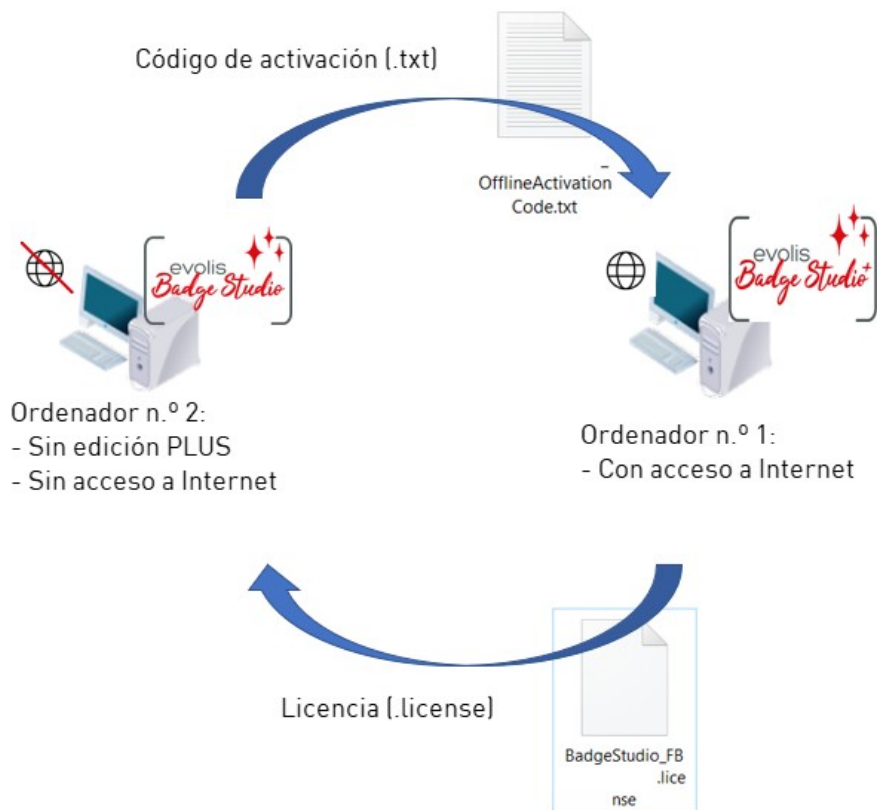 Código de activación (.txt)
_
OfflineActivation
Code.txt
evolis
Badge Studio
evolis
Badge Studio+
Ordenador n.º 2:
- Sin edición PLUS
- Sin acceso a Internet
Ordenador n.º 1:
- Con acceso a Internet
Licencia (.license)
BadgeStudio_FB
.lice
nse